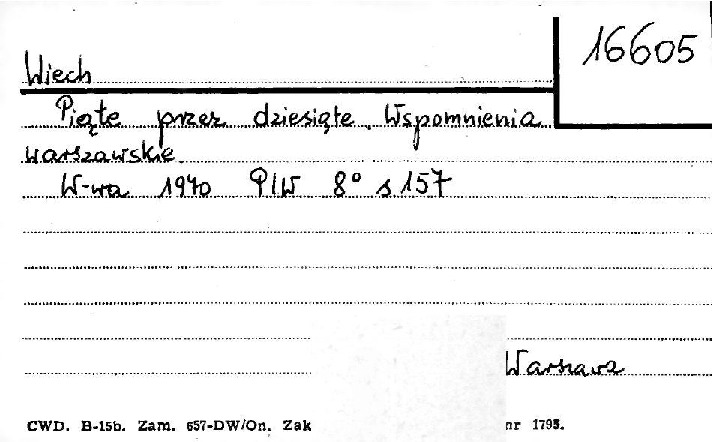 16605
Wiech
Piąte przez dziesiąte. Wspomnienia
warszawskie
W-wa 1970 PIW 8° s 157
Warszawa
CWD. B-15b. Zam. 657-DW/On. Zak nr 1795.